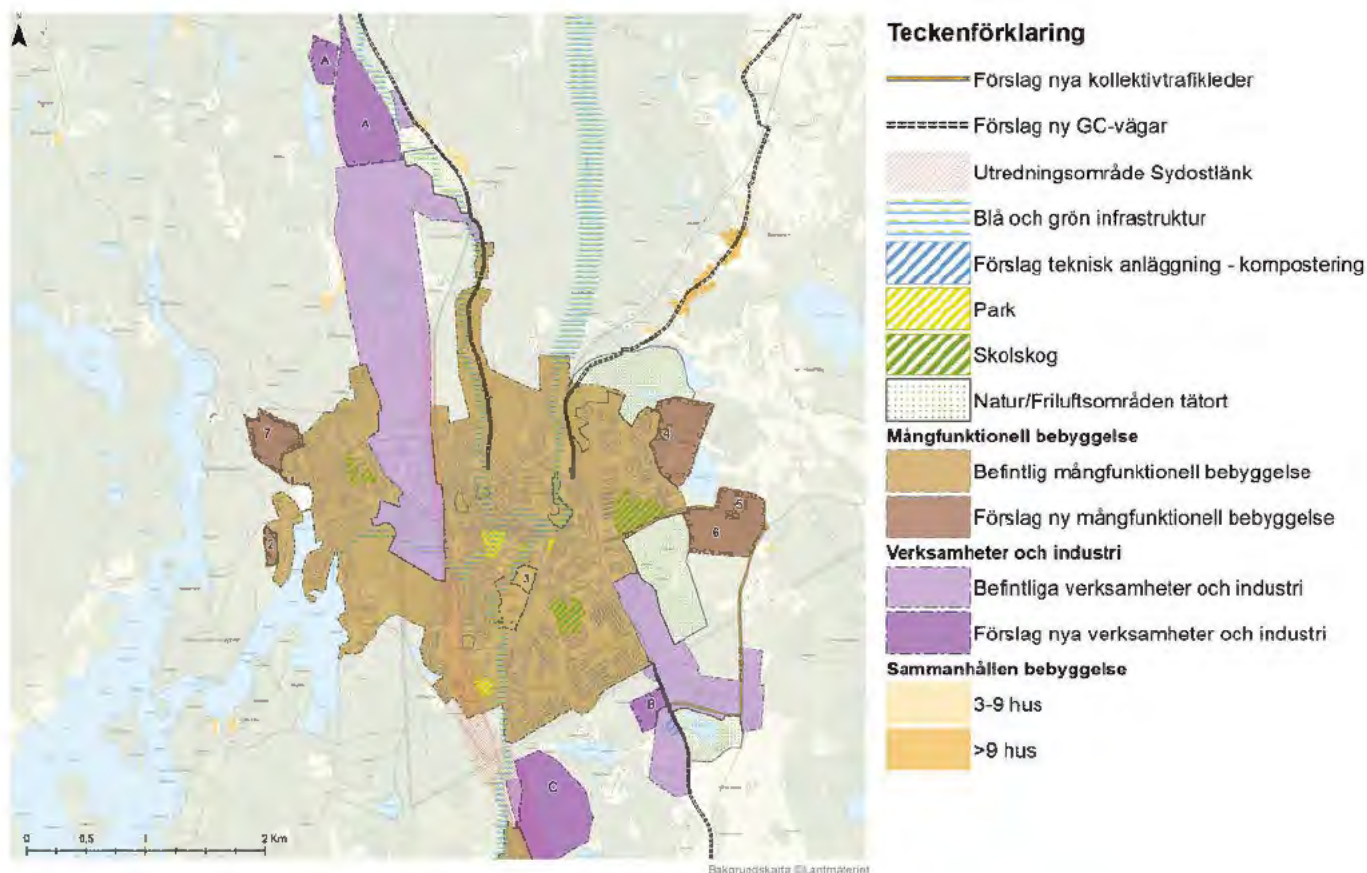 N
A
A
7
4
5
6
2
3
B
C
0 0,5 1 2 Km
Bakgrundskarta ©Lantmäteriet
Teckenförklaring
Förslag nya kollektivtrafikleder
Förslag ny GC-vägar
Utredningsområde Sydostlänk
Blå och grön infrastruktur
Förslag teknisk anläggning - kompostering
Park
Skolskog
Natur/Friluftsområden tätort
Mångfunktionell bebyggelse
Befintlig mångfunktionell bebyggelse
Förslag ny mångfunktionell bebyggelse
Verksamheter och industri
Befintliga verksamheter och industri
Förslag nya verksamheter och industri
Sammanhållen bebyggelse
3-9 hus
>9 hus